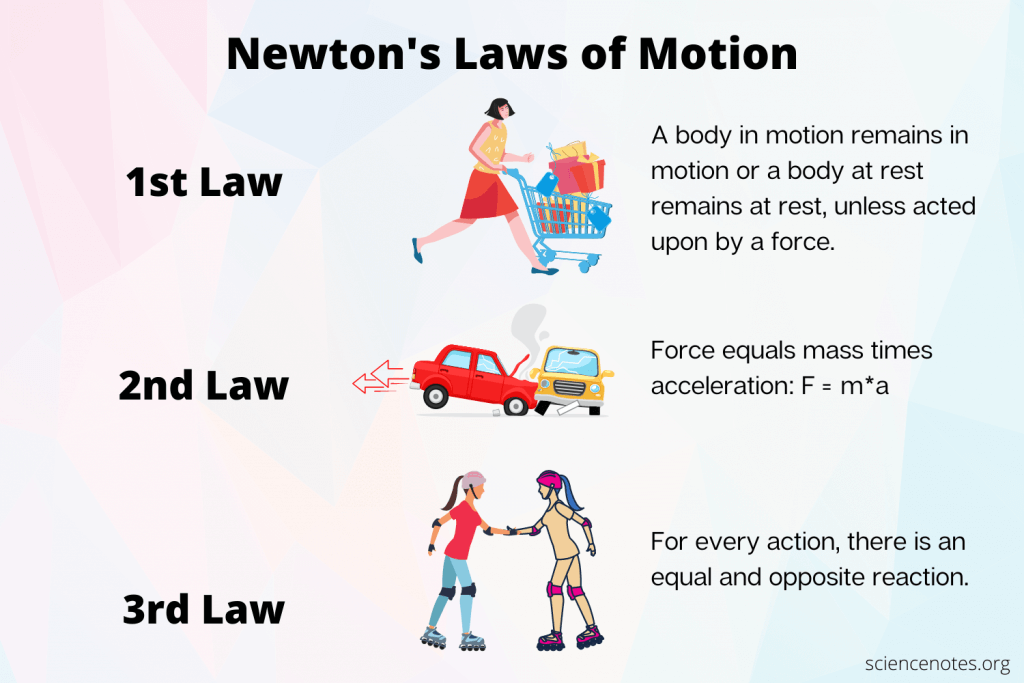 Newton's Laws of Motion
1st Law
A body in motion remains in
motion or a body at rest
remains at rest, unless acted
upon by a force.
2nd Law
Force equals mass times
acceleration: F = m*a
3rd Law
For every action, there is an
equal and opposite reaction.
sciencenotes.org